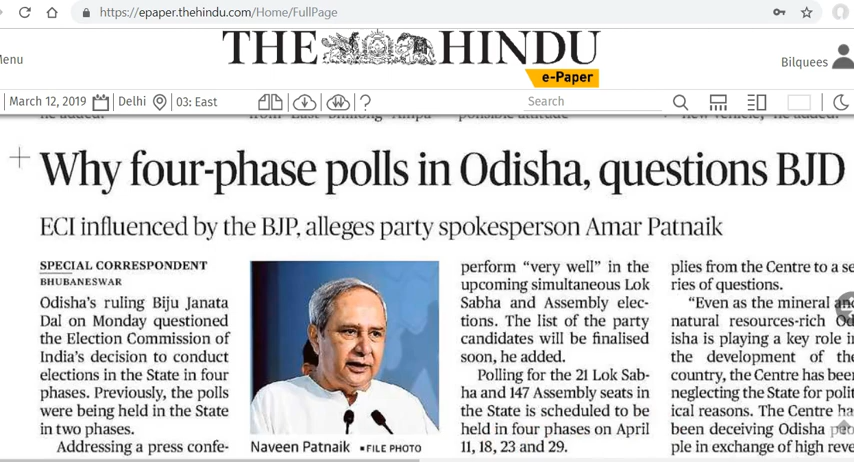 https://epaper.thehindu.com/Home/FullPage
THE HINDU
e-Paper
Menu
Bilquees
March 12, 2019 Delhi 03: East Search
he added.
Why four-phase polls in Odisha, questions BJD
ECI influenced by the BJP, alleges party spokesperson Amar Patnaik
SPECIAL CORRESPONDENT
BHUBANESWAR
Odisha's ruling Biju Janata
Dal on Monday questioned
the Election Commission of
India's decision to conduct
elections in the State in four
phases. Previously, the polls
were being held in the State
in two phases.
Addressing a press confe-
Naveen Patnaik ■FILE PHOTO
perform “very well” in the
upcoming simultaneous Lok
Sabha and Assembly elec-
tions. The list of the party
candidates will be finalised
soon, he added.
Polling for the 21 Lok Sab-
ha and 147 Assembly seats in
the State is scheduled to be
held in four phases on April
11, 18, 23 and 29.
plies from the Centre to a se
ries of questions.
“Even as the mineral and
natural resources-rich Od
isha is playing a key role in
the development of the
country, the Centre has been
neglecting the State for polit
ical reasons. The Centre ha
been deceiving Odisha peo
ple in exchange of high reve